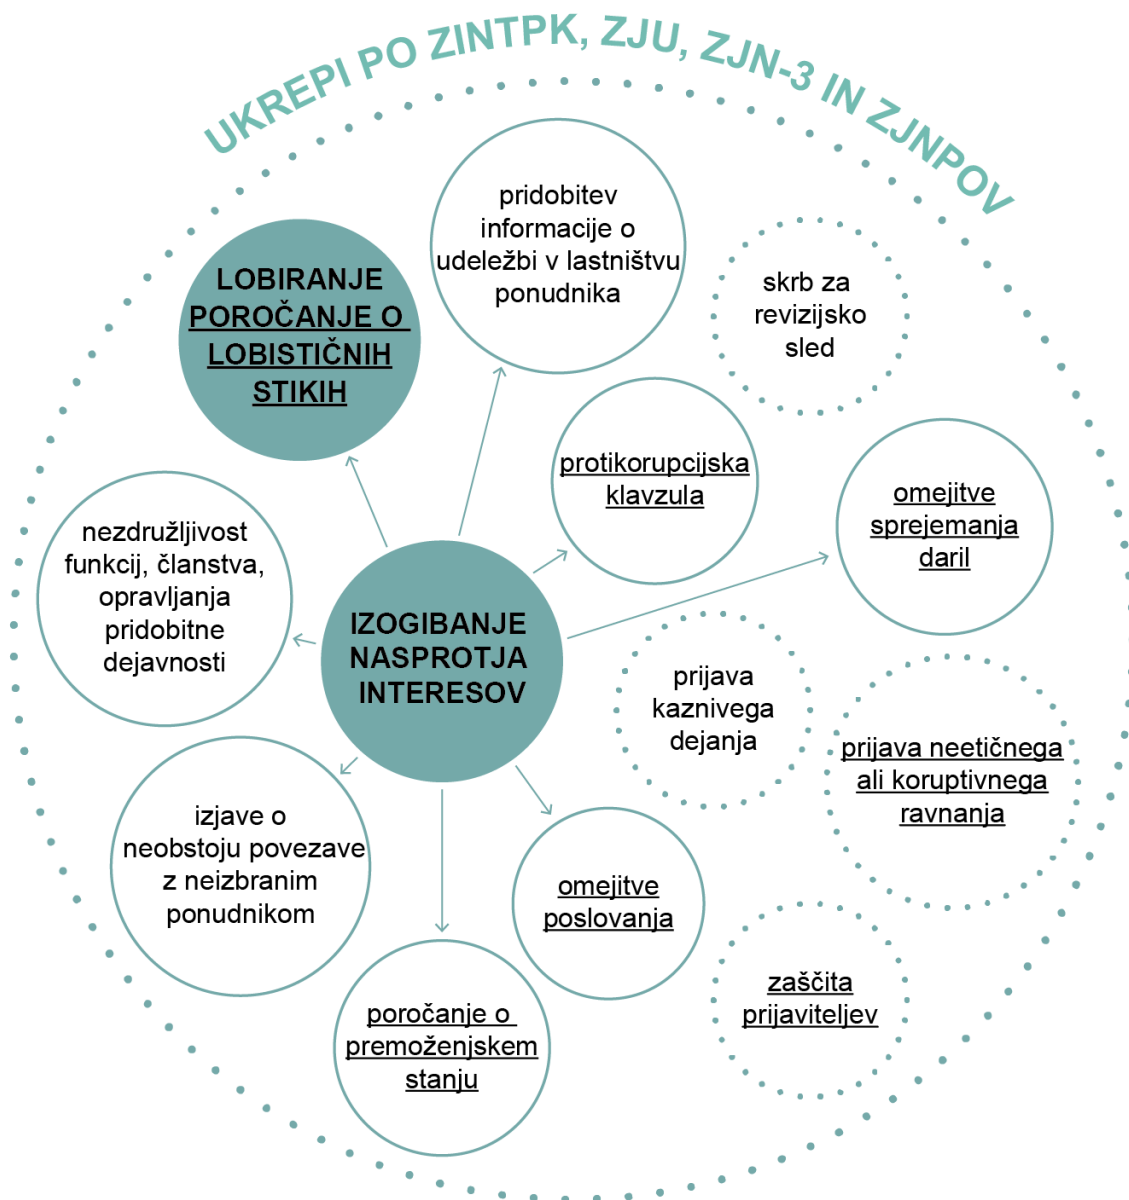 UKREPI PO ZINTPK, ZJU, ZJN-3 IN ZJNPOV
pridobitev
informacije o
udeležbi v lastništvu
ponudnika
LOBIRANJE
POROČANJE O
LOBISTIČNIH
STIKIH
skrb za
revizijsko
sled
protikorupcijska
klavzula
omejitve
sprejemanja
daril
nezdružljivost
funkcij, članstva,
opravljanja
pridobitne
dejavnosti
IZOGIBANJE
NASPROTJA
INTERESOV
prijava
kaznivega
dejanja
prijava neetičnega
ali koruptivnega
ravnanja
izjave o
neobstoju povezave
z neizbranim
ponudnikom
omejitve
poslovanja
zaščita
prijaviteljev
poročanje o
premoženjskem
stanju